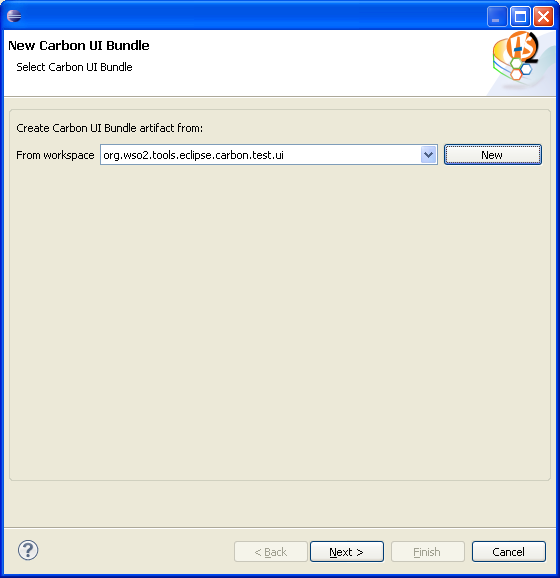 New Carbon UI Bundle
Select Carbon UI Bundle
Create Carbon UI Bundle artifact from:
From workspace org.wso2.tools.eclipse.carbon.test.ui New
? < Back Next > Finish Cancel